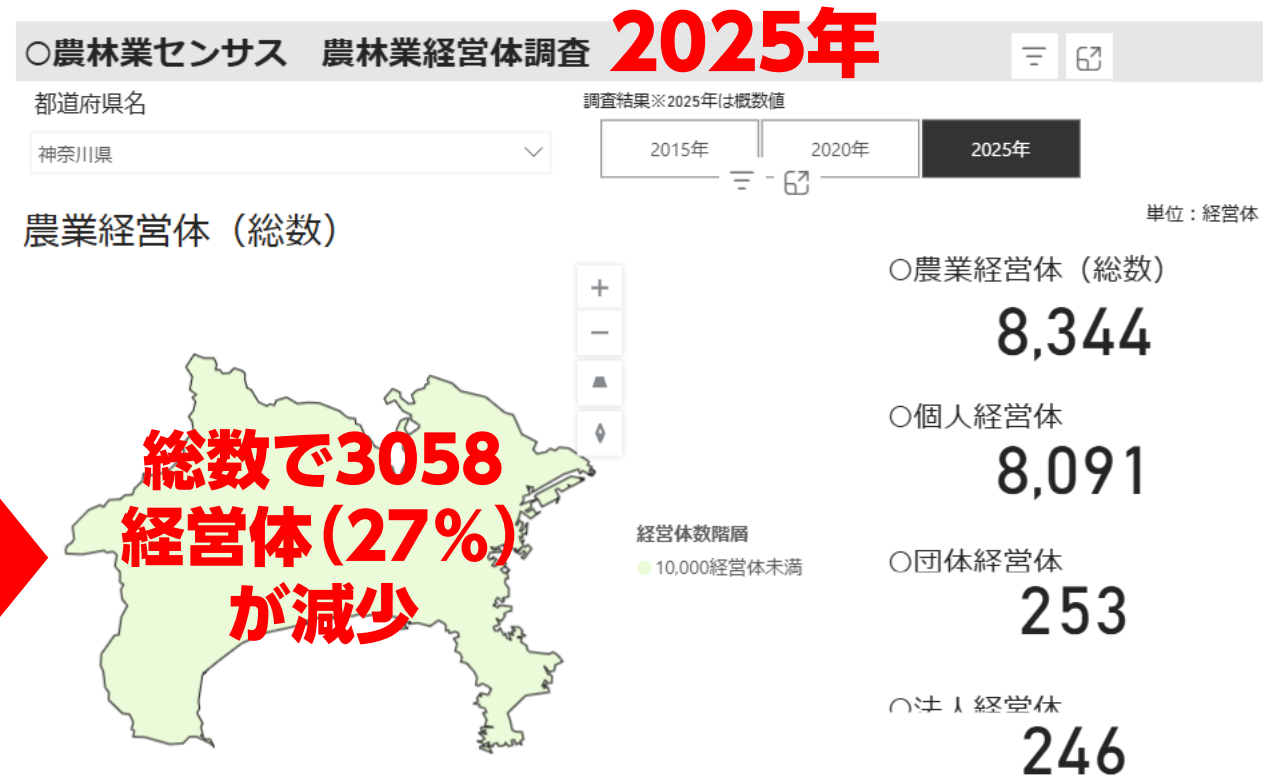 ○農林業センサス　農林業経営体調査 2025年
都道府県名
調査結果※2025年は概数値
神奈川県
2015年 2020年 2025年
単位：経営体
農業経営体（総数）
○農業経営体（総数）
8,344
○個人経営体
8,091
総数で3058
経営体(27%)
が減少
経営体数階層
10,000経営体未満
○団体経営体
253
○法人経営体
246